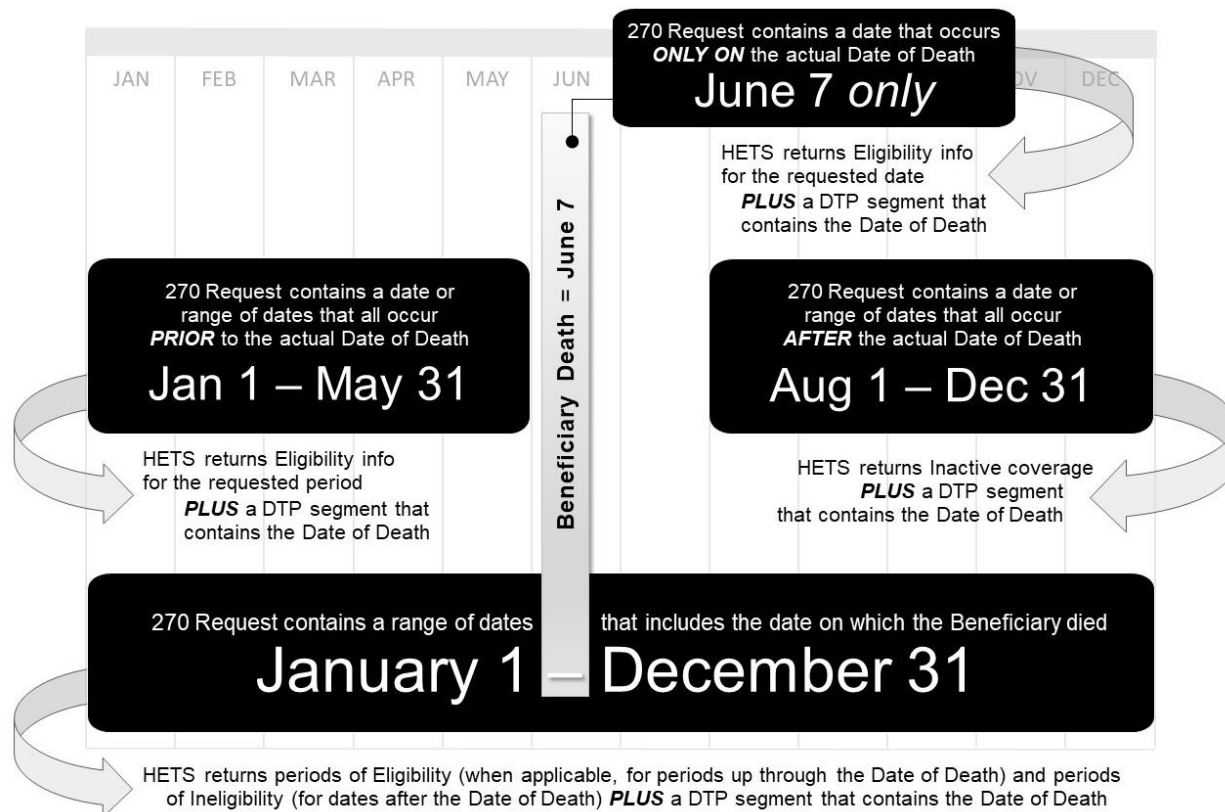 270 Request contains a date that occurs
ONLY ON the actual Date of Death
June 7 only
JAN FEB MAR APR MAY JUN OV DEC
HETS returns Eligibility info
for the requested date
PLUS a DTP segment that
contains the Date of Death
Beneficiary Death = June 7
270 Request contains a date or
range of dates that all occur
PRIOR to the actual Date of Death
Jan 1 – May 31
HETS returns Eligibility info
for the requested period
PLUS a DTP segment that
contains the Date of Death
270 Request contains a date or
range of dates that all occur
AFTER the actual Date of Death
Aug 1 – Dec 31
HETS returns Inactive coverage
PLUS a DTP segment
that contains the Date of Death
270 Request contains a range of dates that includes the date on which the Beneficiary died
January 1 – December 31
HETS returns periods of Eligibility (when applicable, for periods up through the Date of Death) and periods
of Ineligibility (for dates after the Date of Death) PLUS a DTP segment that contains the Date of Death